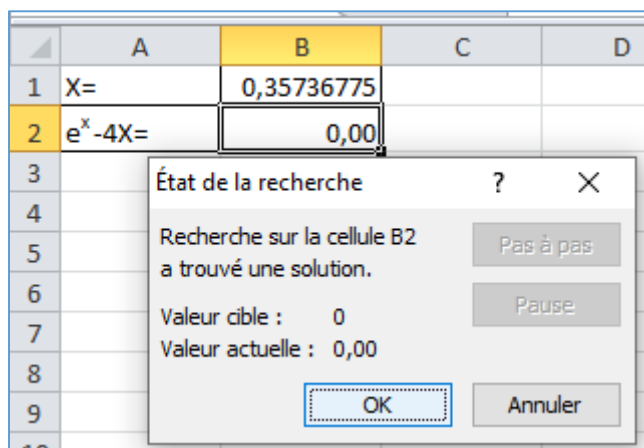 A B C D
1 X= 0,35736775
2 eˣ-4X= 0,00
3
État de la recherche ? X
4
Recherche sur la cellule B2
Pas à pas
5
a trouvé une solution.
6
Pause
Valeur cible : 0
7
Valeur actuelle : 0,00
8
OK Annuler
9
10